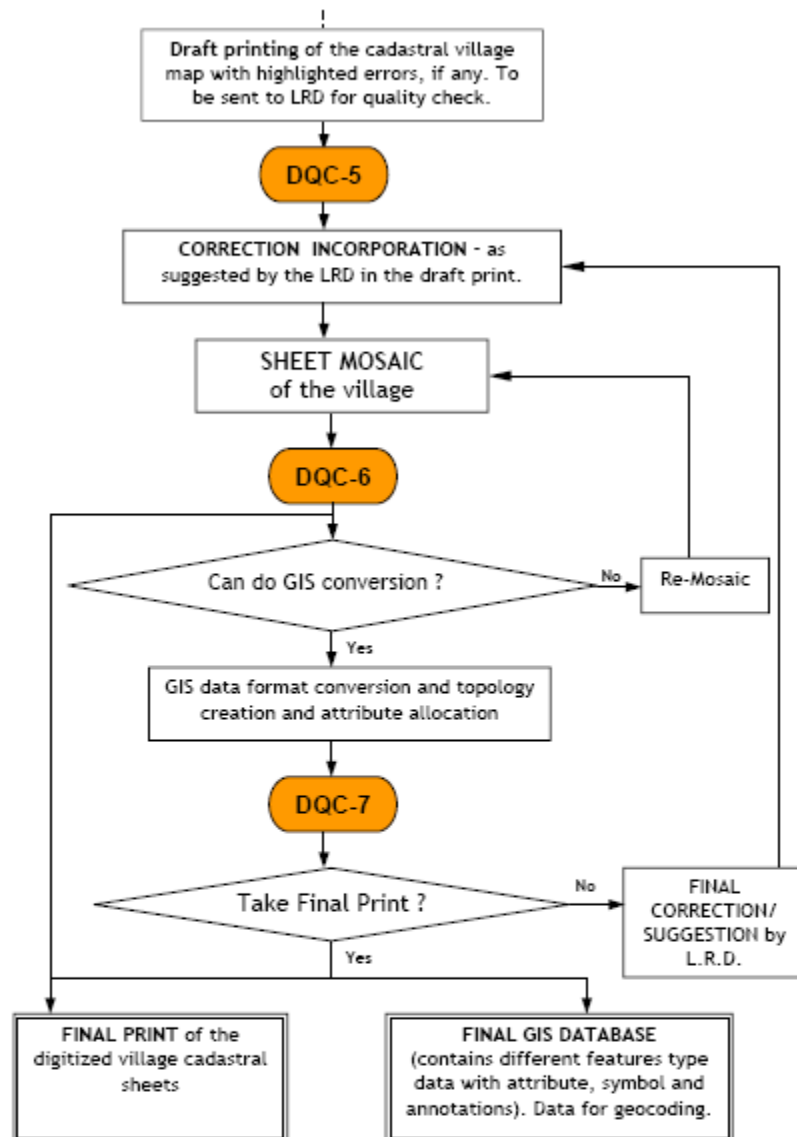 Draft printing of the cadastral village
map with highlighted errors, if any. To
be sent to LRD for quality check.
DQC-5
CORRECTION INCORPORATION - as
suggested by the LRD in the draft print.
SHEET MOSAIC
of the village
DQC-6
Can do GIS conversion ?
No
Re-Mosaic
Yes
GIS data format conversion and topology
creation and attribute allocation
DQC-7
Take Final Print ?
No
FINAL
CORRECTION/
SUGGESTION by
L.R.D.
Yes
FINAL PRINT of the
digitized village cadastral
sheets
FINAL GIS DATABASE
(contains different features type
data with attribute, symbol and
annotations). Data for geocoding.